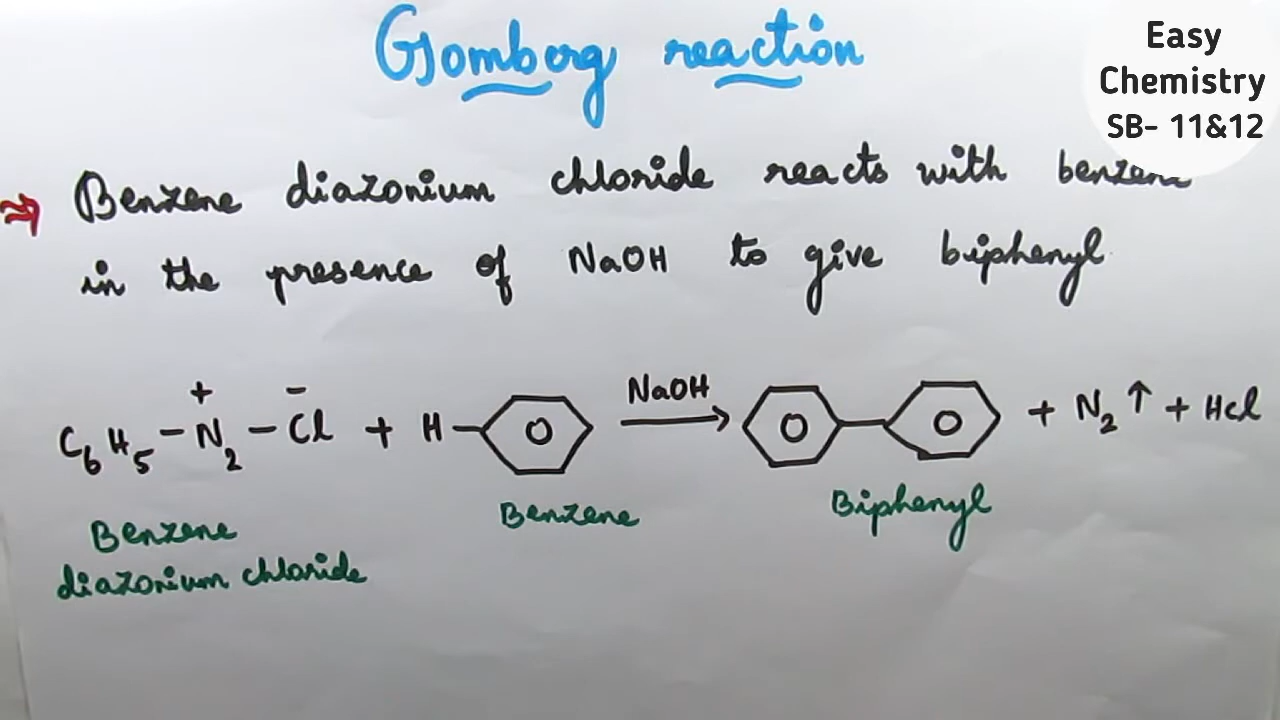 Gomberg reaction
Easy
Chemistry
SB- 11&12
⇒ Benzene diazonium chloride reacts with benzene
in the presence of NaOH to give biphenyl
C₆H₅ – N₂⁺ – Cl⁻ + H – NaOH → + N₂ ↑ + HCl
Benzene
diazonium chloride
Benzene
Biphenyl